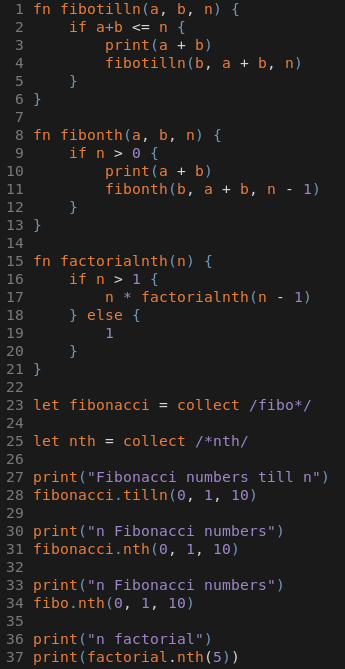 1 fn fibotilln(a, b, n) {
2     if a+b <= n {
3         print(a + b)
4         fibotilln(b, a + b, n)
5     }
6 }
7
8 fn fibonth(a, b, n) {
9     if n > 0 {
10         print(a + b)
11         fibonth(b, a + b, n - 1)
12     }
13 }
14
15 fn factorialnth(n) {
16     if n > 1 {
17         n * factorialnth(n - 1)
18     } else {
19         1
20     }
21 }
22
23 let fibonacci = collect /fibo*/
24
25 let nth = collect /*nth/
26
27 print("Fibonacci numbers till n")
28 fibonacci.tilln(0, 1, 10)
29
30 print("n Fibonacci numbers")
31 fibonacci.nth(0, 1, 10)
32
33 print("n Fibonacci numbers")
34 fibo.nth(0, 1, 10)
35
36 print("n factorial")
37 print(factorial.nth(5))